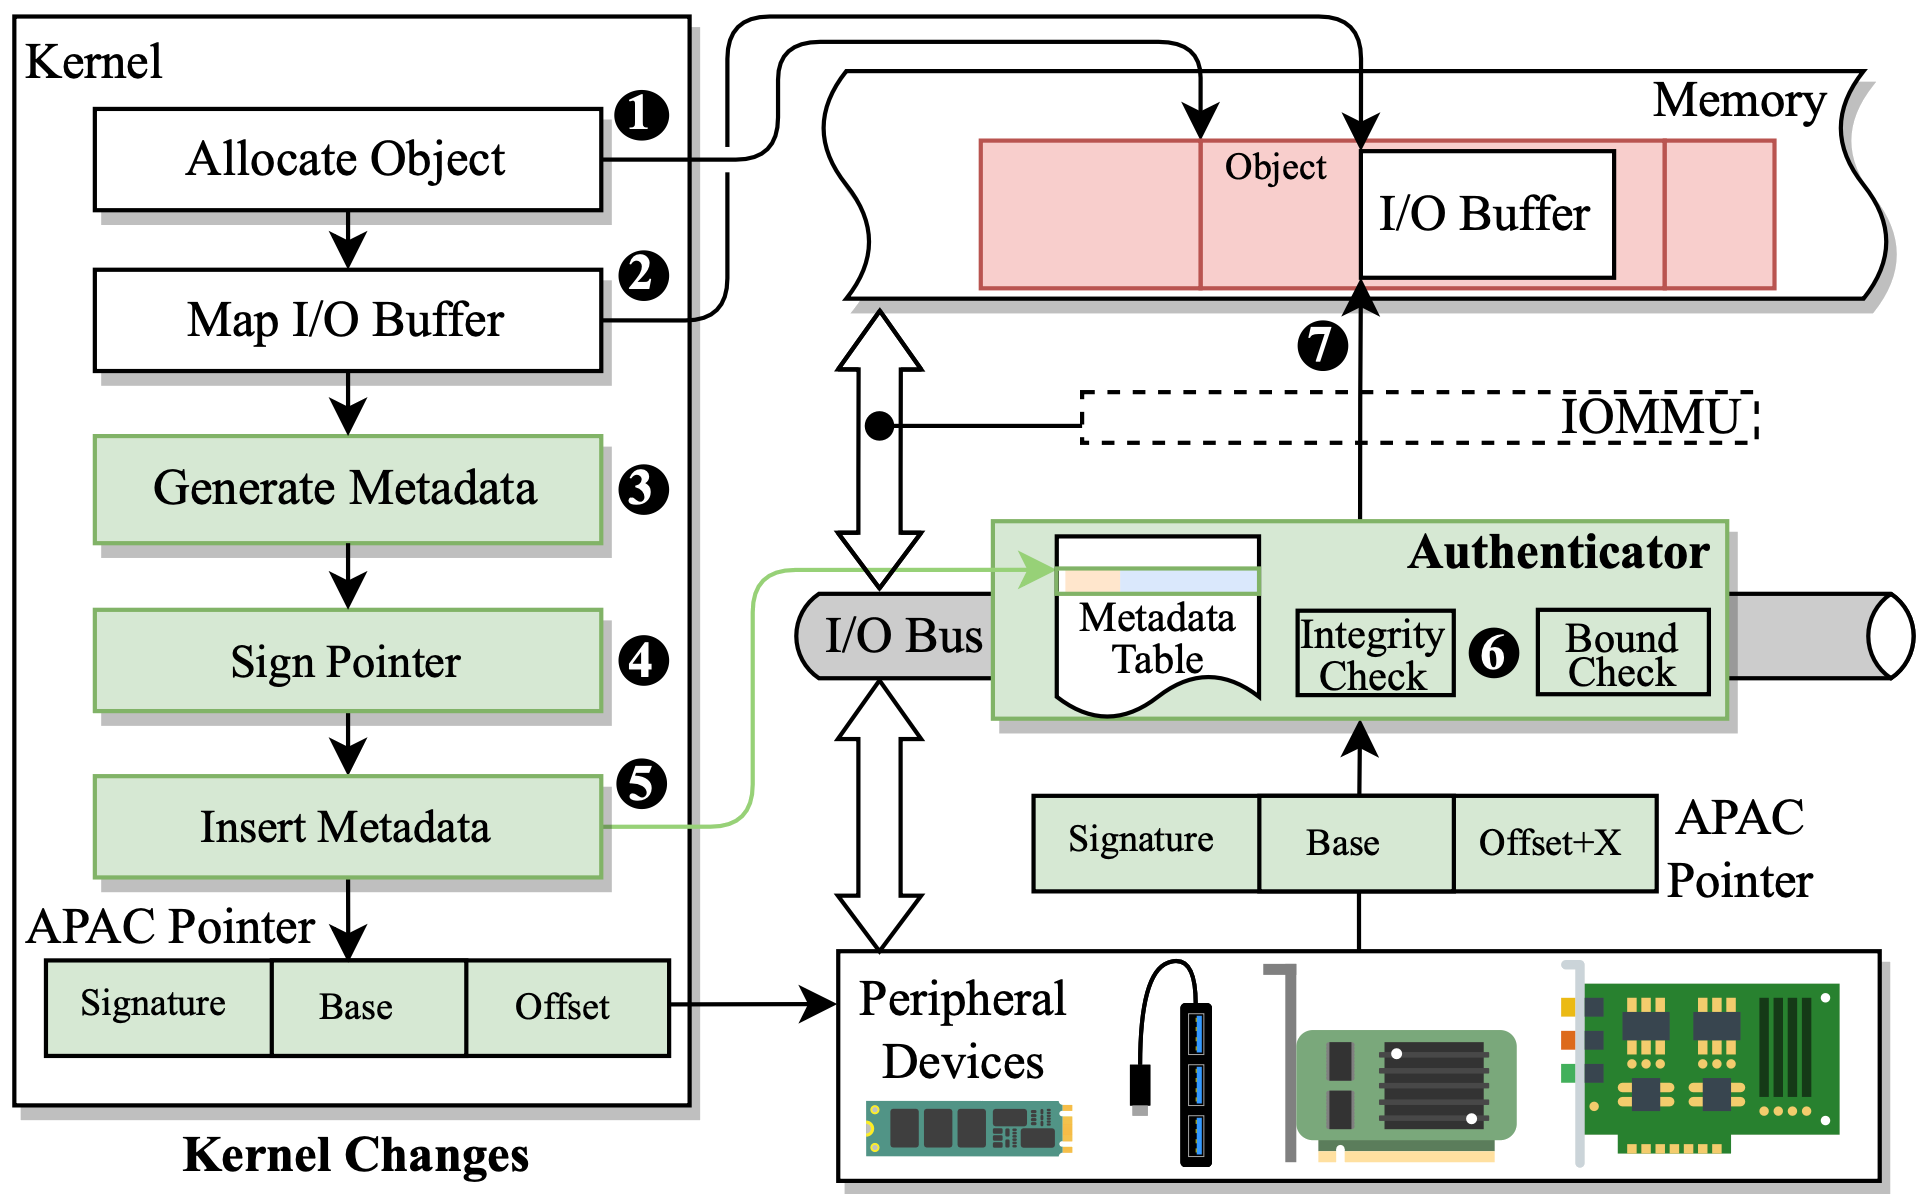 Kernel
Allocate Object
1
Map I/O Buffer
2
Generate Metadata
3
Sign Pointer
4
Insert Metadata
5
APAC Pointer
Signature
Base
Offset
Kernel Changes
Memory
Object
I/O Buffer
7
IOMMU
Authenticator
I/O Bus
Metadata
Table
Integrity
Check
6
Bound
Check
Signature
Base
Offset+X
APAC
Pointer
Peripheral
Devices